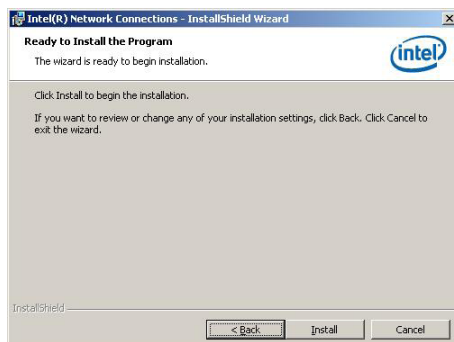 Intel(R) Network Connections - InstallShield Wizard
Ready to Install the Program
The wizard is ready to begin installation.
intel
Click Install to begin the installation.
If you want to review or change any of your installation settings, click Back. Click Cancel to
exit the wizard.
InstallShield
< Back
Install
Cancel